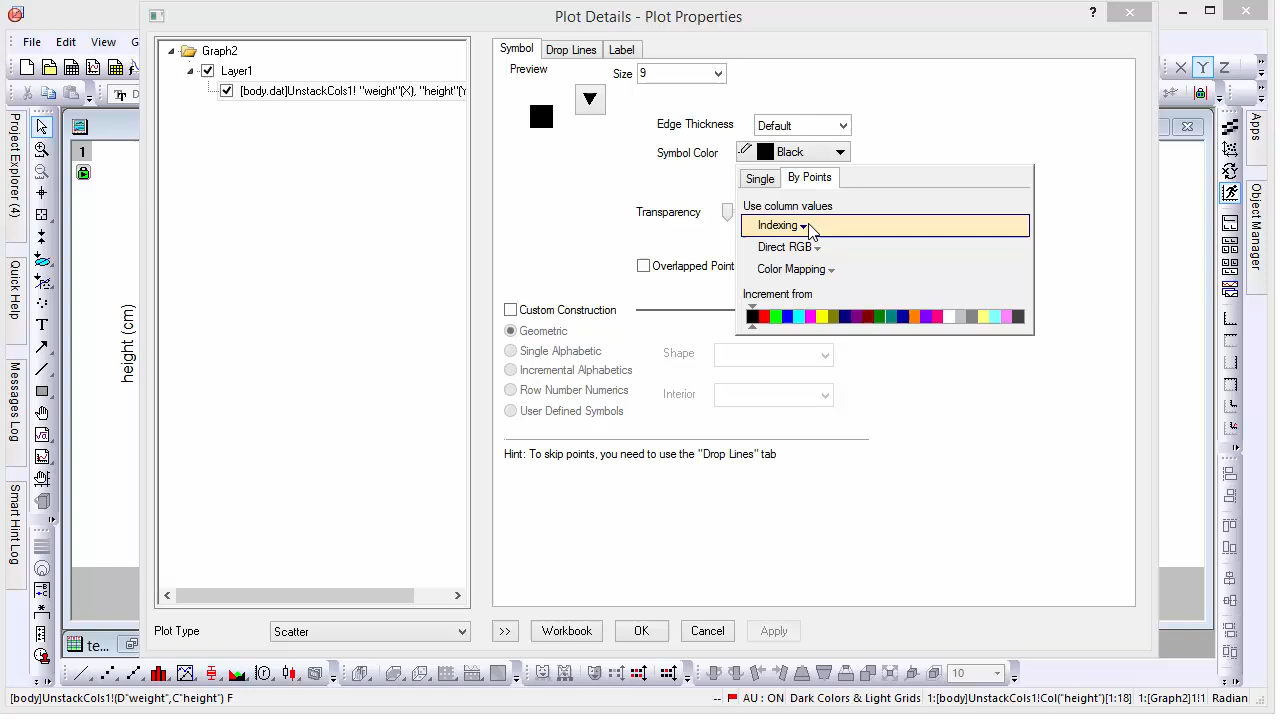 Plot Details - Plot Properties
?
File Edit View G
X Y Z
Project Explorer (4)
Quick Help
Messages Log
Smart Hint Log
Apps
Object Manager
1
height (cm)
te...
Graph2
Layer1
[body.dat]UnstackCols1! "weight"(X), "height"(Y
Plot Type
Scatter
Symbol
Drop Lines
Label
Preview
Size
9
Edge Thickness
Default
Symbol Color
Black
Single
By Points
Transparency
Use column values
Indexing
Direct RGB
Color Mapping
Overlapped Point
Increment from
Custom Construction
Geometric
Single Alphabetic
Shape
Incremental Alphabetics
Row Number Numerics
Interior
User Defined Symbols
Hint: To skip points, you need to use the "Drop Lines" tab
>>
Workbook
OK
Cancel
Apply
10
[body]UnstackCols1!(D"weight",C"height") F
--
AU : ON
Dark Colors & Light Grids
1:[body]UnstackCols1!Col("height")[1:18]
1:[Graph2]1!1
Radian